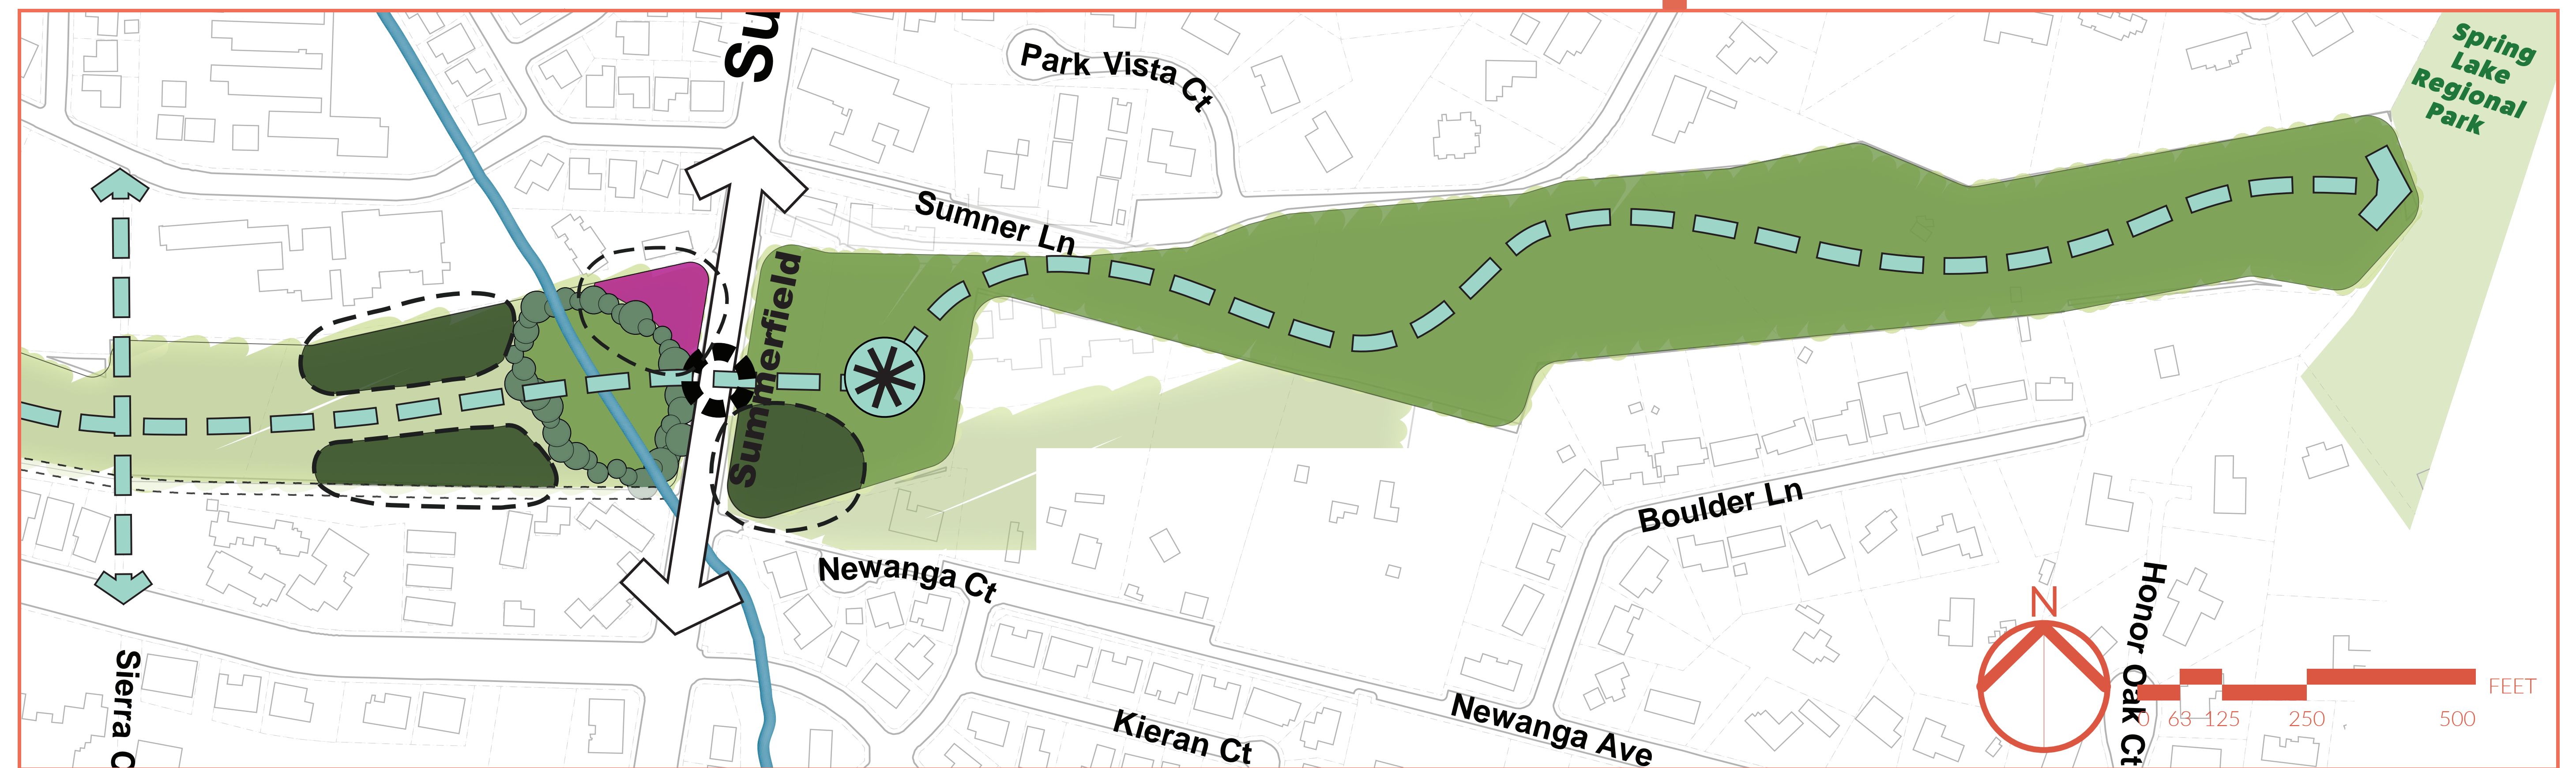 Su
Park Vista Ct
Spring
Lake
Regional
Park
Sumner Ln
Summerfield
Boulder Ln
Newanga Ct
Honor Oak Ct
N
Sierra C
Kieran Ct
Newanga Ave
0 63 125 250 500 FEET